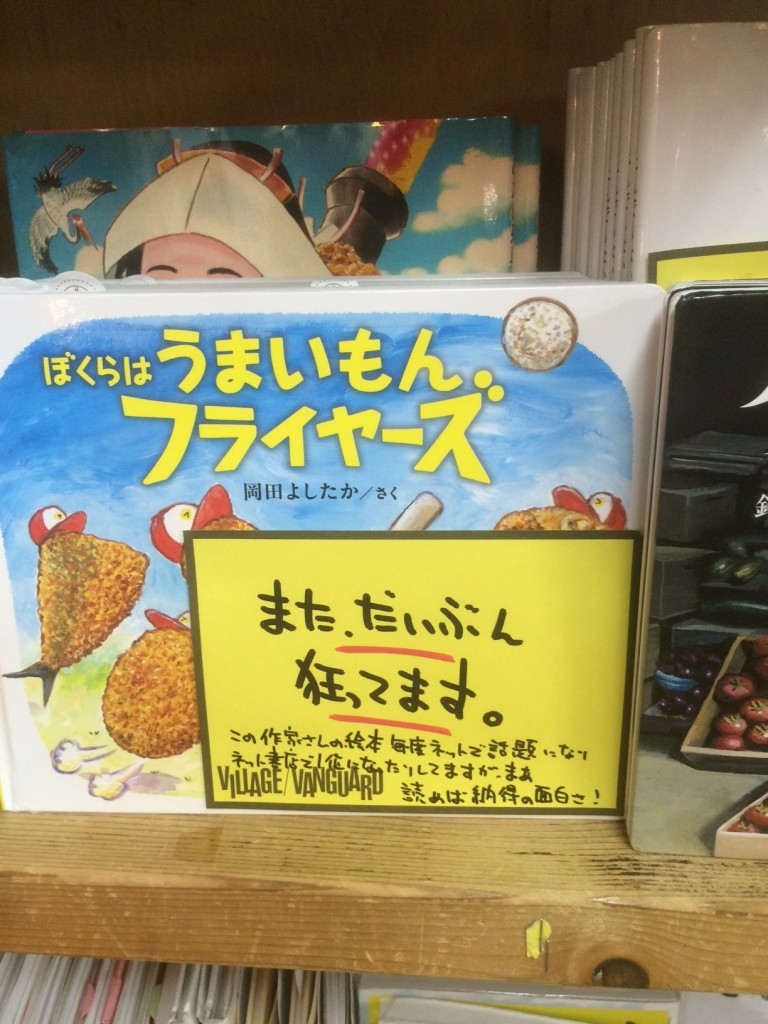 ぼくらは うまいもん
フライヤーズ
岡田よしたか／さく
また、だいぶん
狂ってます。
この作家さんの絵本 毎度ネットで話題になり
ネット書店で1位になったりしてますが、まあ
VILLAGE/VANGUARD 読めば納得の面白さ！